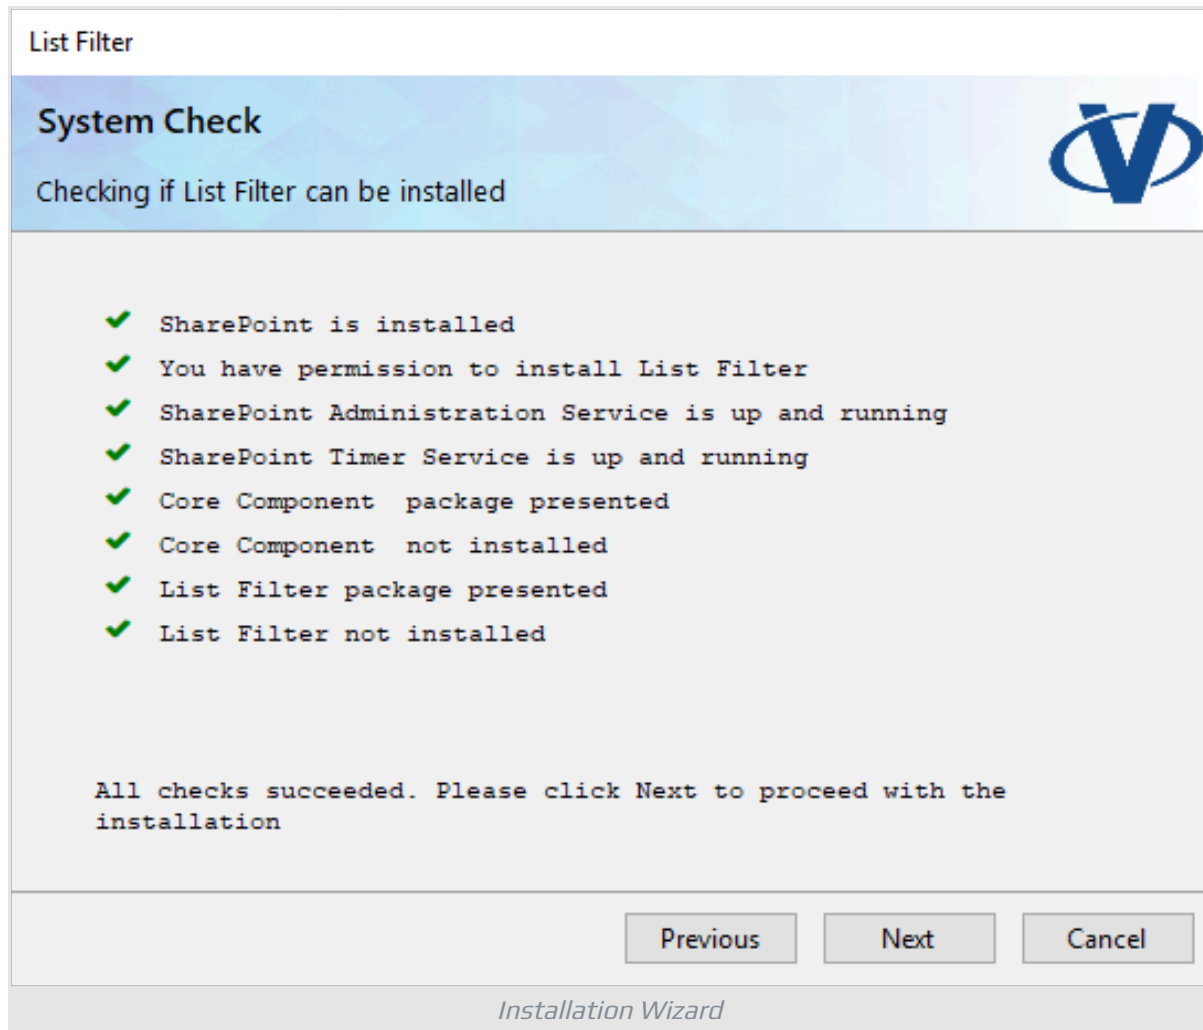 List Filter
System Check
Checking if List Filter can be installed
SharePoint is installed
You have permission to install List Filter
SharePoint Administration Service is up and running
SharePoint Timer Service is up and running
Core Component  package presented
Core Component  not installed
List Filter package presented
List Filter not installed
All checks succeeded. Please click Next to proceed with the
installation
Previous Next Cancel
Installation Wizard